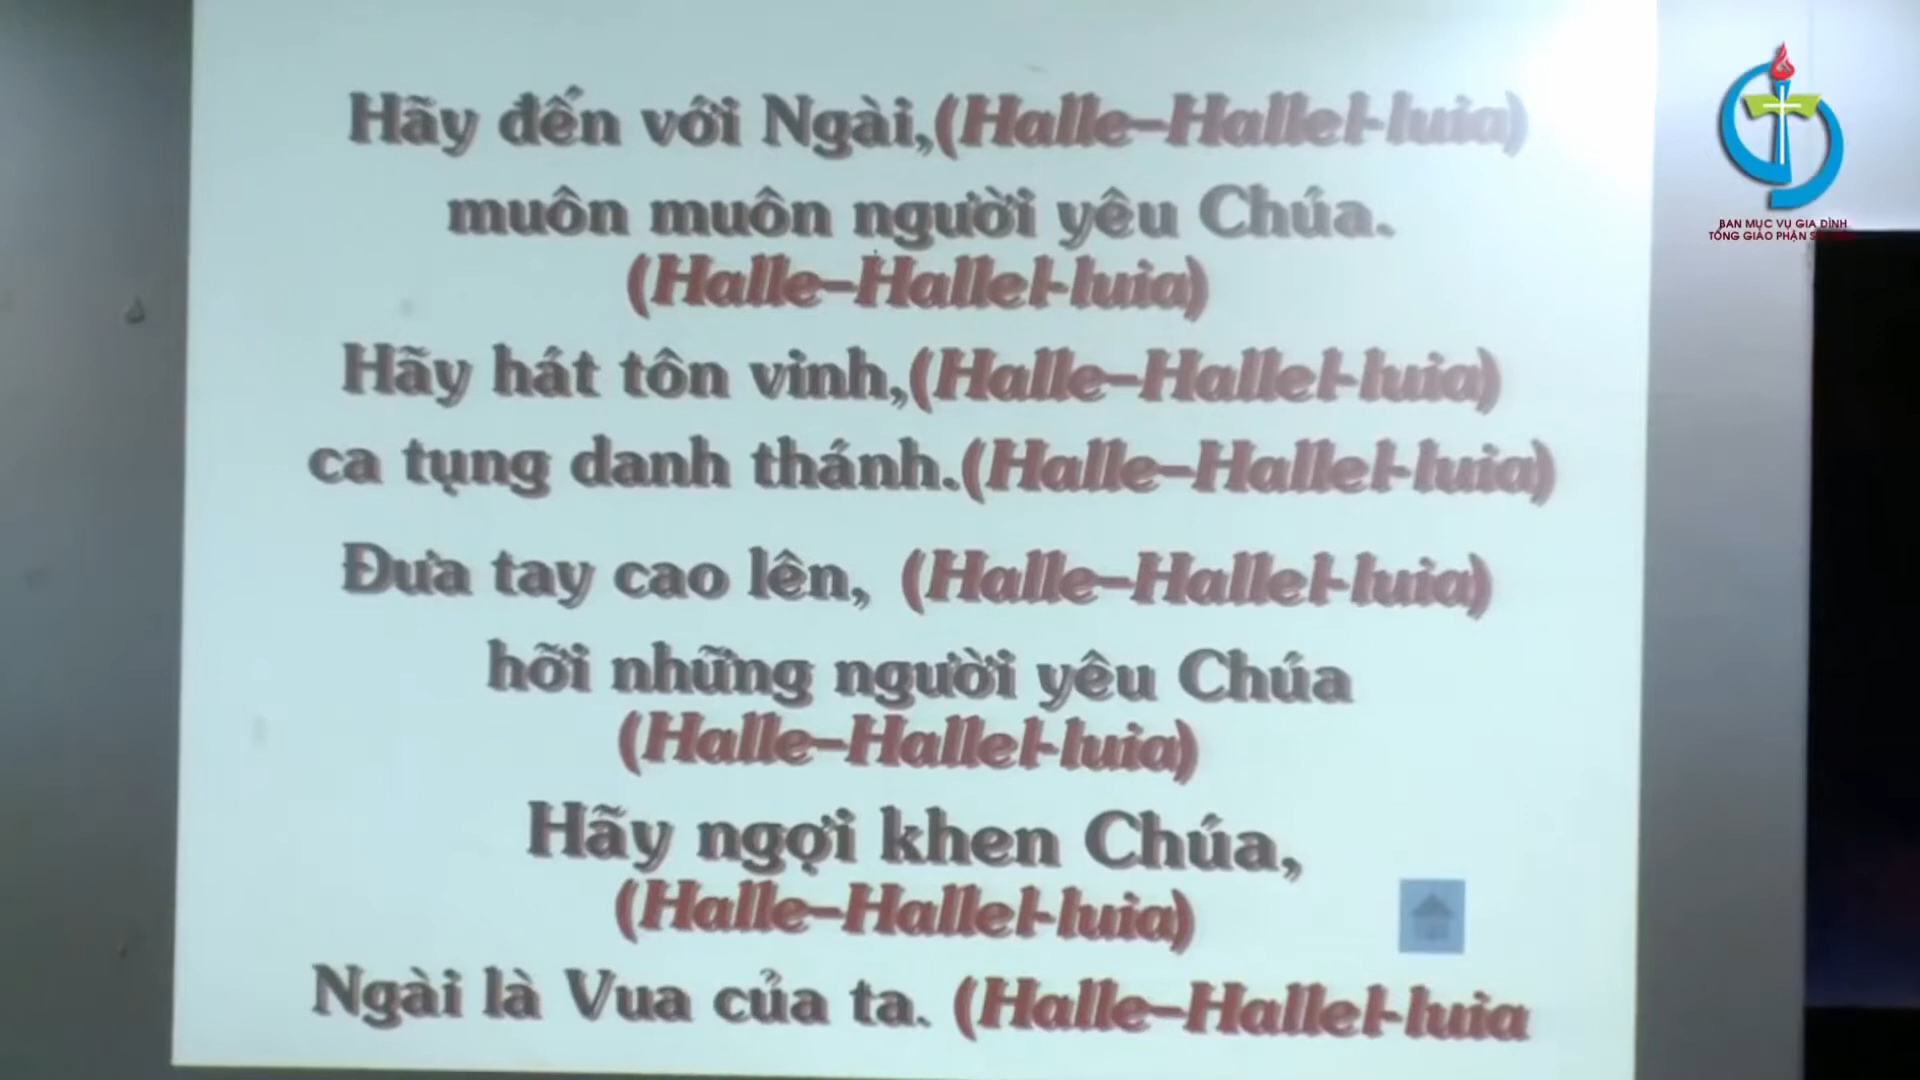 Hãy đến với Ngài,(Halle–Hallel-luia)
muôn muôn người yêu Chúa.
(Halle–Hallel-luia)
Hãy hát tôn vinh,(Halle–Hallel-luia)
ca tụng danh thánh.(Halle–Hallel-luia)
Đưa tay cao lên, (Halle–Hallel-luia)
hỡi những người yêu Chúa
(Halle–Hallel-luia)
Hãy ngợi khen Chúa,
(Halle–Hallel-luia)
Ngài là Vua của ta. (Halle–Hallel-luia
BAN MỤC VỤ GIA ĐÌNH
TỔNG GIÁO PHẬN